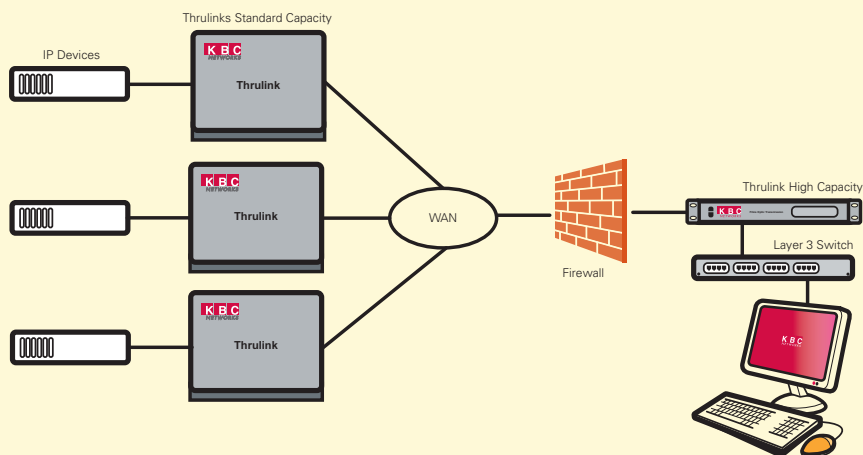 Thrulinks Standard Capacity
IP Devices
KBC
NETWORKS
Thrulink
KBC
NETWORKS
Thrulink
WAN
Firewall
Thrulink High Capacity
KBC
NETWORKS
Layer 3 Switch
KBC
NETWORKS
Thrulink
KBC
NETWORKS